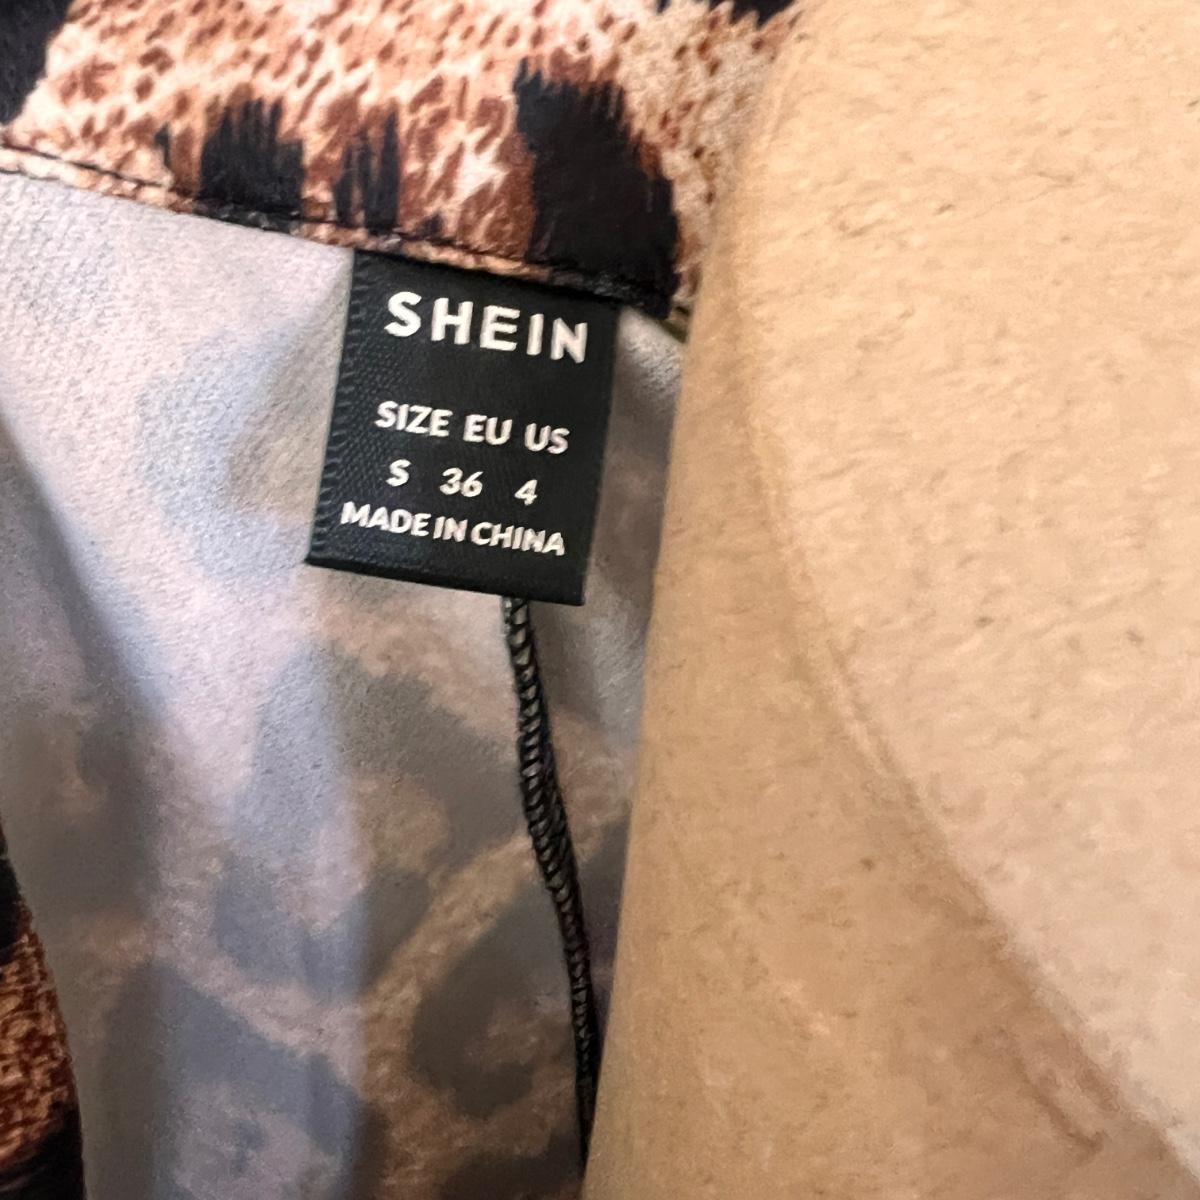 SHEIN
SIZE EU US
S 36 4
MADE IN CHINA